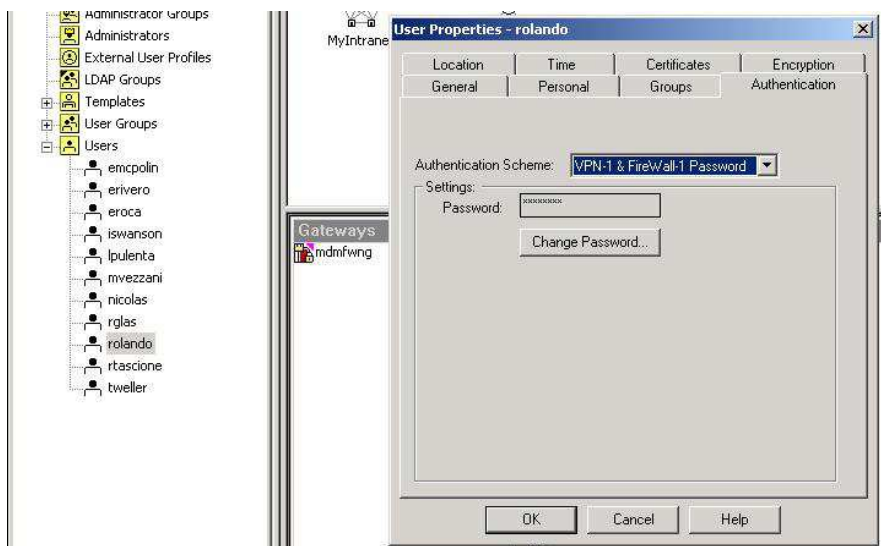 Administrator Groups
Administrators
External User Profiles
LDAP Groups
Templates
User Groups
Users
emcpolin
erivero
eroca
iswanson
lpulenta
mvezzani
nicolas
rglas
rolando
rtascione
tweller
MyIntrane
Gateways
mdmfwng
User Properties - rolando
Location Time Certificates Encryption
General Personal Groups Authentication
Authentication Scheme: VPN-1 & FireWall-1 Password
Settings:
Password: xxxxxxxx
Change Password...
OK Cancel Help